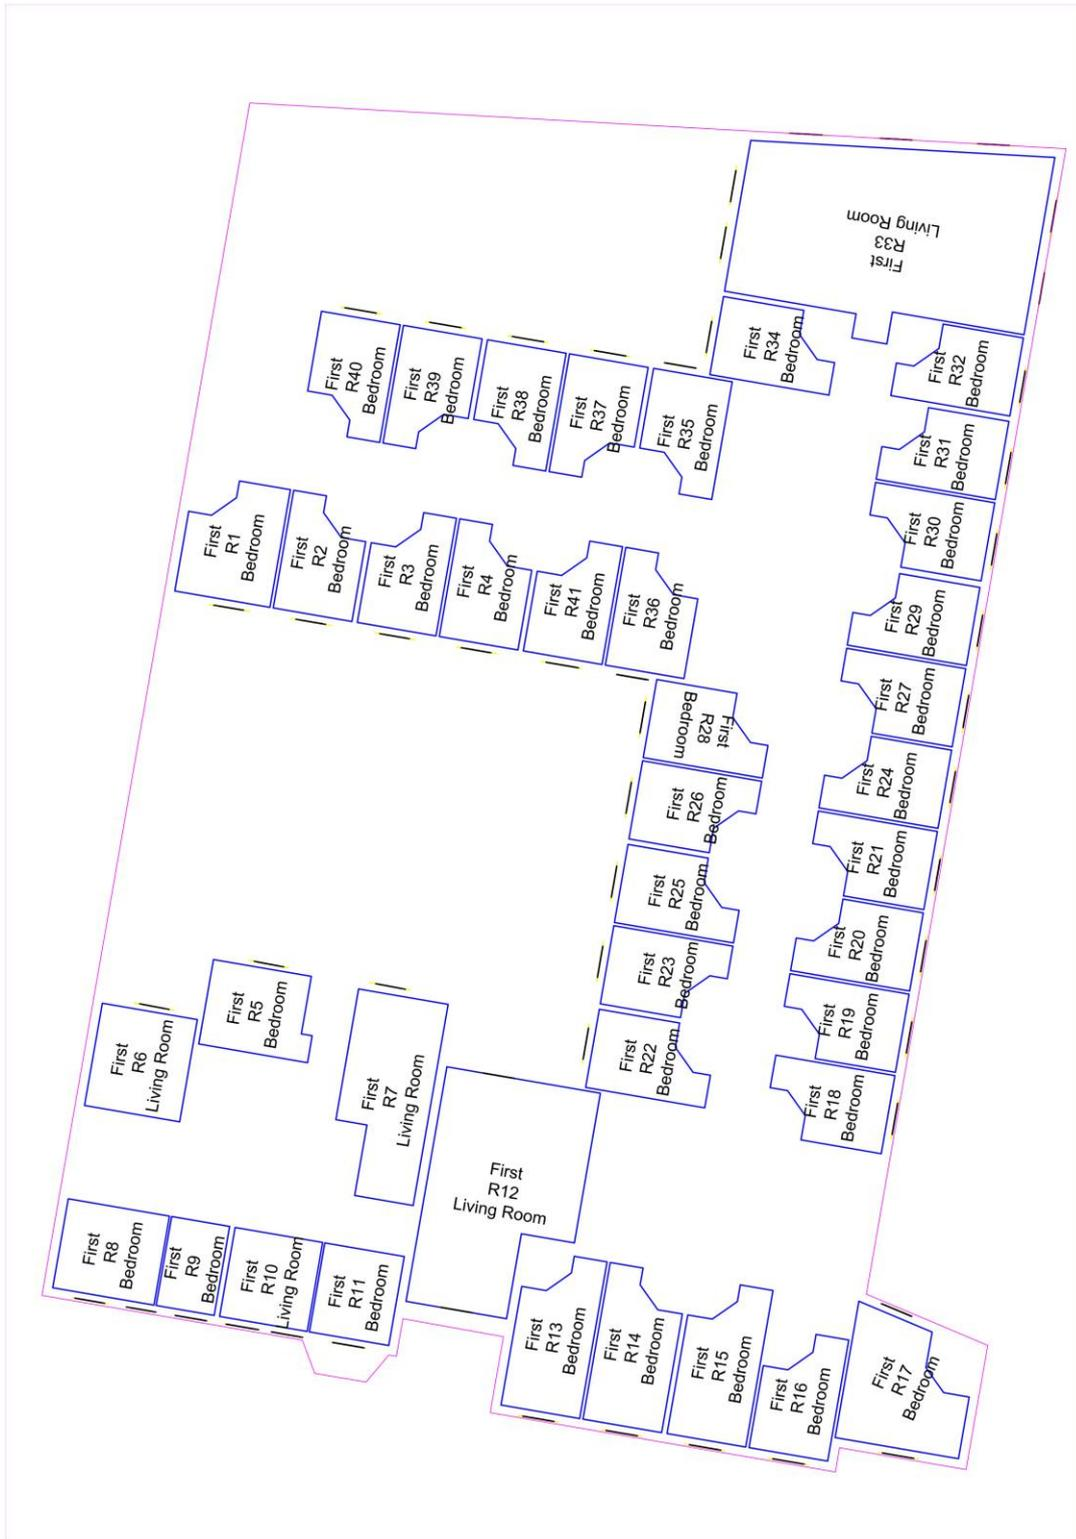 First
R33
Living Room
First
R34
Bedroom
First
R32
Bedroom
First
R40
Bedroom
First
R39
Bedroom
First
R38
Bedroom
First
R37
Bedroom
First
R35
Bedroom
First
R31
Bedroom
First
R30
Bedroom
First
R1
Bedroom
First
R2
Bedroom
First
R3
Bedroom
First
R4
Bedroom
First
R41
Bedroom
First
R36
Bedroom
First
R29
Bedroom
First
R27
Bedroom
First
R28
Bedroom
First
R24
Bedroom
First
R26
Bedroom
First
R21
Bedroom
First
R25
Bedroom
First
R20
Bedroom
First
R23
Bedroom
First
R19
Bedroom
First
R22
Bedroom
First
R18
Bedroom
First
R5
Bedroom
First
R6
Living Room
First
R7
Living Room
First
R12
Living Room
First
R8
Bedroom
First
R9
Bedroom
First
R10
Living Room
First
R11
Bedroom
First
R13
Bedroom
First
R14
Bedroom
First
R15
Bedroom
First
R16
Bedroom
First
R17
Bedroom